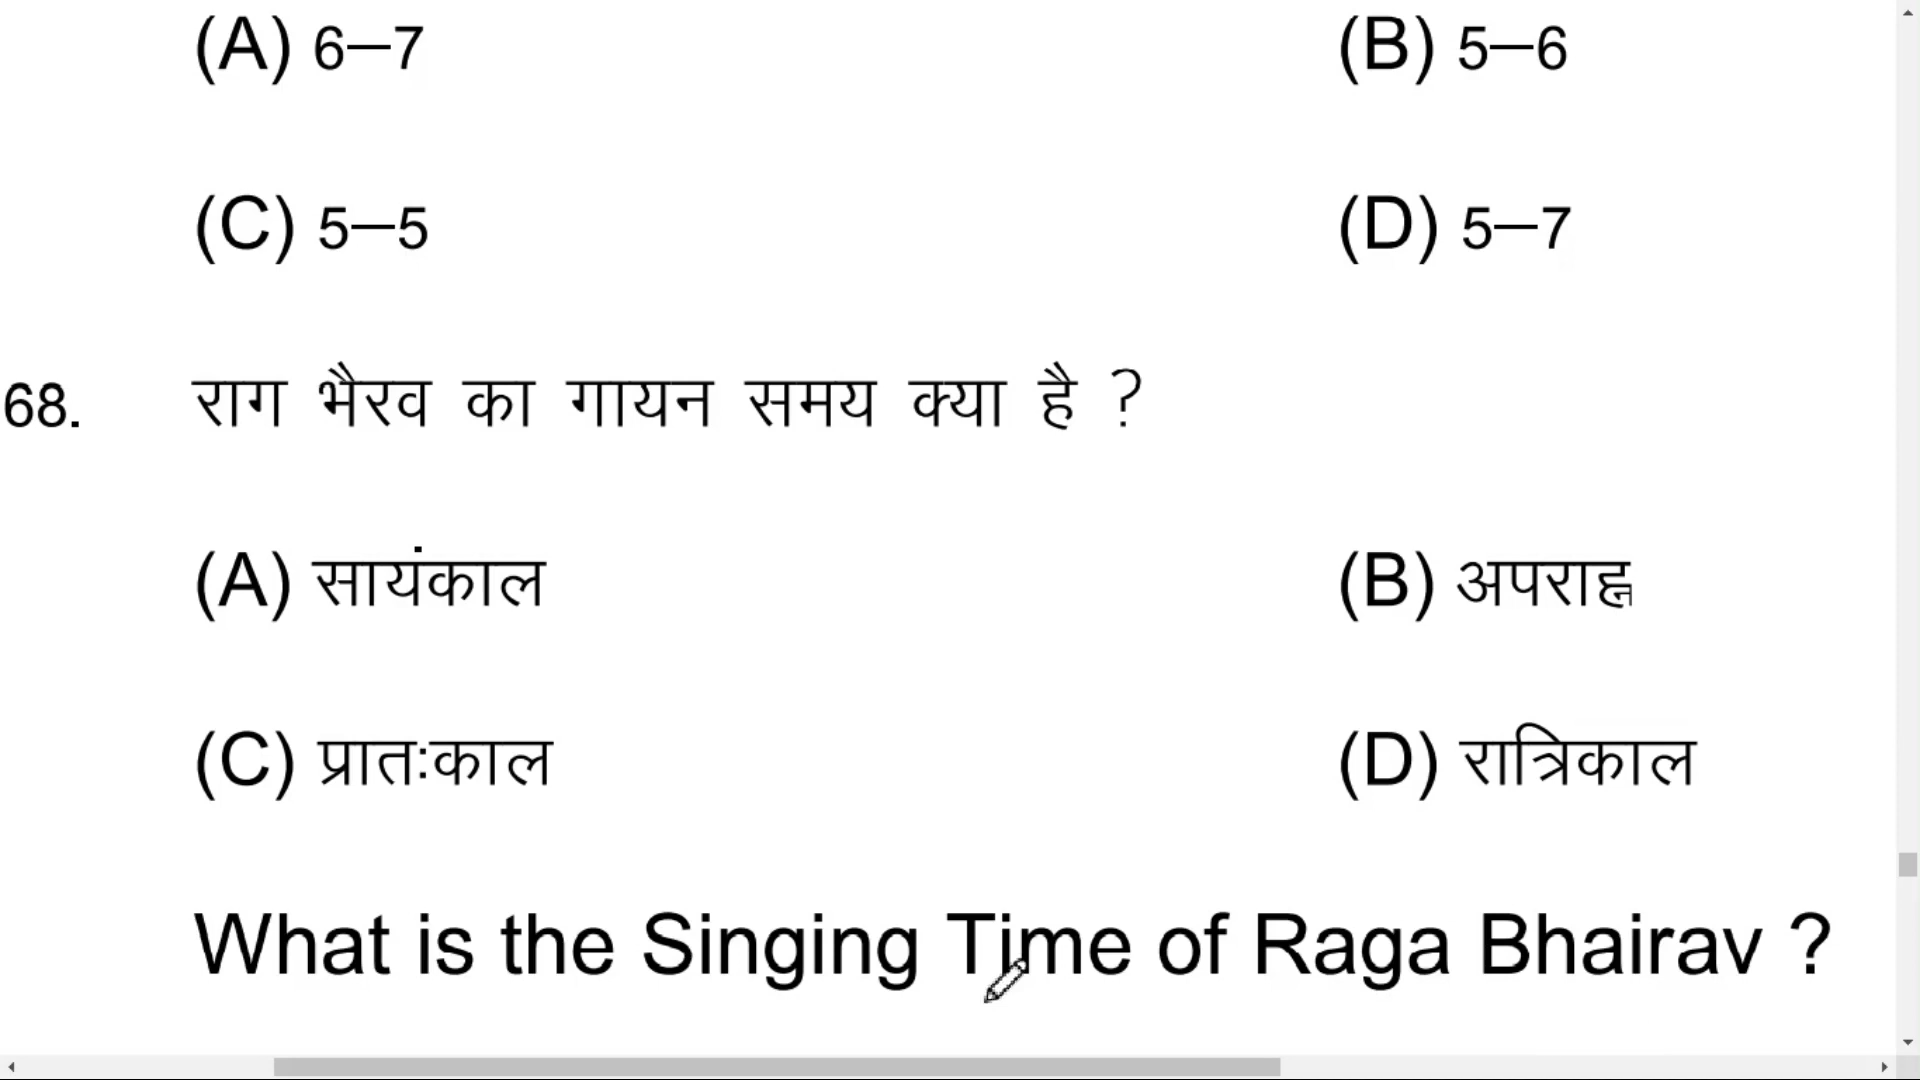 (A) 6–7 (B) 5–6
(C) 5–5 (D) 5–7
68. राग भैरव का गायन समय क्या है ?
(A) सायंकाल (B) अपराह्न
(C) प्रातःकाल (D) रात्रिकाल
What is the Singing Time of Raga Bhairav ?